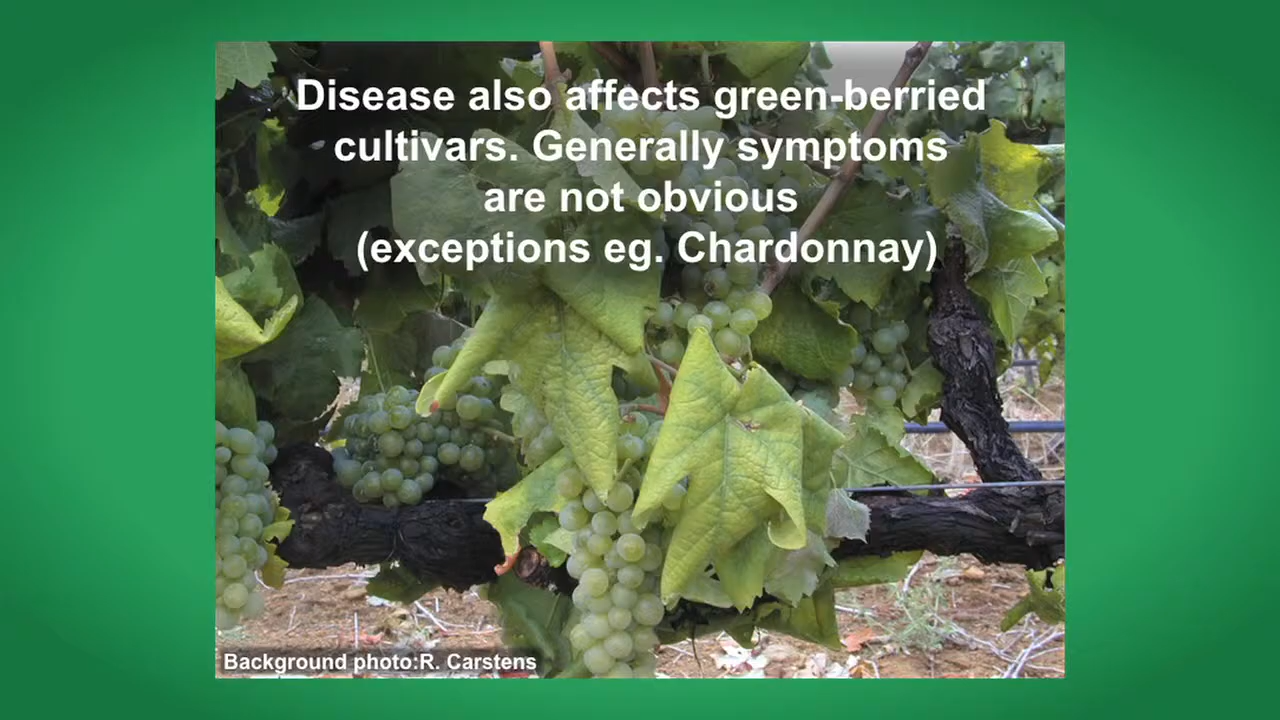 Disease also affects green-berried
cultivars. Generally symptoms
are not obvious
(exceptions eg. Chardonnay)
Background photo:R. Carstens